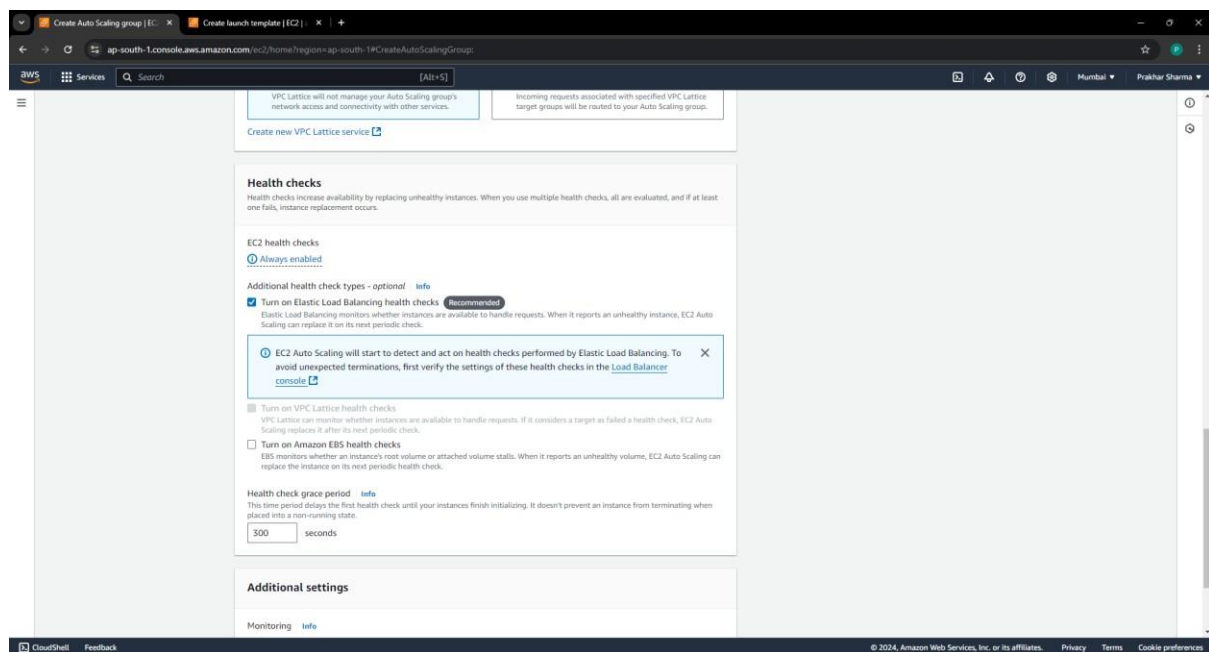 Create Auto Scaling group | EC
Create launch template | EC2 |
ap-south-1.console.aws.amazon.com/ec2/home?region=ap-south-1#CreateAutoScalingGroup:
P
aws
Services
Search
[Alt+S]
Mumbai
Prakhar Sharma
VPC Lattice will not manage your Auto Scaling group's
network access and connectivity with other services.
Incoming requests associated with specified VPC Lattice
target groups will be routed to your Auto Scaling group.
Create new VPC Lattice service
Health checks
Health checks increase availability by replacing unhealthy instances. When you use multiple health checks, all are evaluated, and if at least
one fails, instance replacement occurs.
EC2 health checks
Always enabled
Additional health check types - optional Info
Turn on Elastic Load Balancing health checks Recommended
Elastic Load Balancing monitors whether instances are available to handle requests. When it reports an unhealthy instance, EC2 Auto
Scaling can replace it on its next periodic check.
EC2 Auto Scaling will start to detect and act on health checks performed by Elastic Load Balancing. To
avoid unexpected terminations, first verify the settings of these health checks in the Load Balancer
console
Turn on VPC Lattice health checks
VPC Lattice can monitor whether instances are available to handle requests. If it considers a target as failed a health check, EC2 Auto
Scaling replaces it after its next periodic check.
Turn on Amazon EBS health checks
EBS monitors whether an instance's root volume or attached volume stalls. When it reports an unhealthy volume, EC2 Auto Scaling can
replace the instance on its next periodic health check.
Health check grace period Info
This time period delays the first health check until your instances finish initializing. It doesn't prevent an instance from terminating when
placed into a non-running state.
300 seconds
Additional settings
Monitoring Info
CloudShell Feedback
© 2024, Amazon Web Services, Inc. or its affiliates. Privacy Terms Cookie preferences